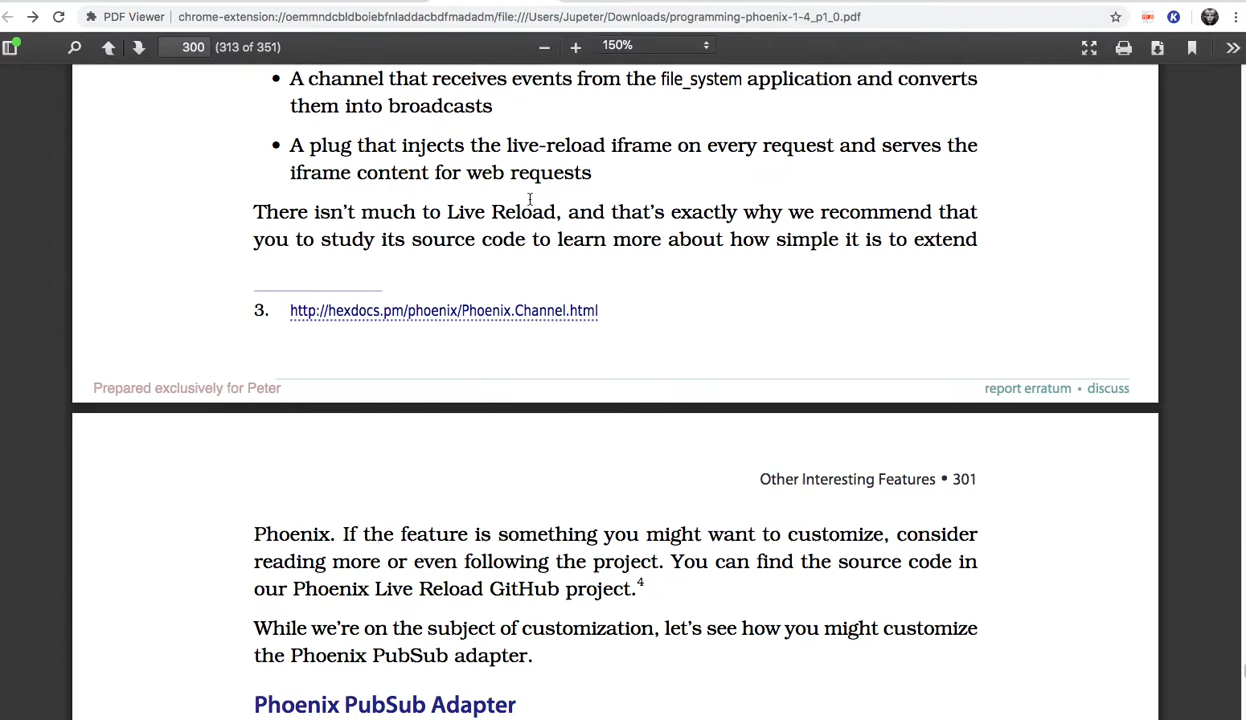 PDF Viewer | chrome-extension://oemmndcbldboiebfnladdacbdfmadadm/file:///Users/Jupeter/Downloads/programming-phoenix-1-4_p1_0.pdf
300 (313 of 351)
150%
• A channel that receives events from the file_system application and converts
them into broadcasts
• A plug that injects the live-reload iframe on every request and serves the
iframe content for web requests
There isn't much to Live Reload, and that's exactly why we recommend that
you to study its source code to learn more about how simple it is to extend
3. http://hexdocs.pm/phoenix/Phoenix.Channel.html
Prepared exclusively for Peter
report erratum • discuss
Other Interesting Features • 301
Phoenix. If the feature is something you might want to customize, consider
reading more or even following the project. You can find the source code in
our Phoenix Live Reload GitHub project.4
While we're on the subject of customization, let's see how you might customize
the Phoenix PubSub adapter.
Phoenix PubSub Adapter